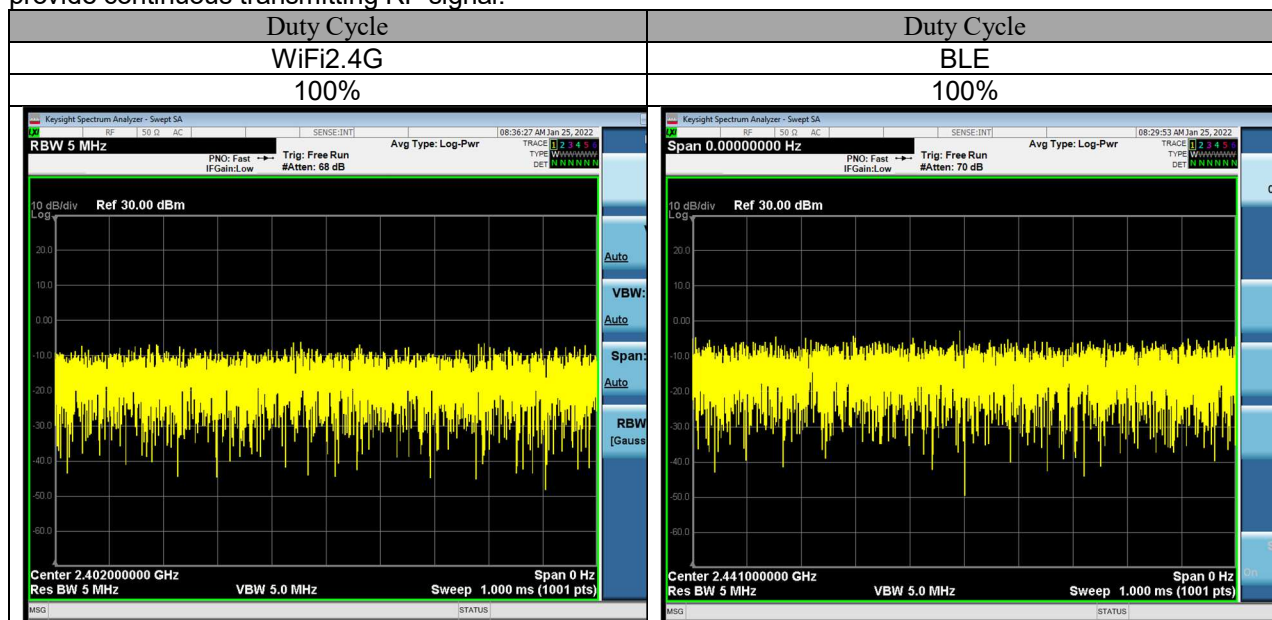 provide continuous transmitting RF signal.
Duty Cycle
Duty Cycle
WiFi2.4G
BLE
100%
100%
Keysight Spectrum Analyzer - Swept SA
LXI RF 50 Ω AC SENSE:INT 08:36:27 AM Jan 25, 2022
RBW 5 MHz
PNO: Fast
IFGain:Low
Trig: Free Run
#Atten: 68 dB
Avg Type: Log-Pwr
TRACE 1 2 3 4 5 6
TYPE WWWWWW
DET N N N N N N
10 dB/div Ref 30.00 dBm
Log
20.0
10.0
0.00
-10.0
-20.0
-30.0
-40.0
-50.0
-60.0
Center 2.402000000 GHz Span 0 Hz
Res BW 5 MHz VBW 5.0 MHz Sweep 1.000 ms (1001 pts)
MSG STATUS
Auto
VBW:
Auto
Span:
Auto
RBW
[Gauss
Keysight Spectrum Analyzer - Swept SA
LXI RF 50 Ω AC SENSE:INT 08:29:53 AM Jan 25, 2022
Span 0.00000000 Hz
PNO: Fast
IFGain:Low
Trig: Free Run
#Atten: 70 dB
Avg Type: Log-Pwr
TRACE 1 2 3 4 5 6
TYPE WWWWWW
DET N N N N N N
10 dB/div Ref 30.00 dBm
Log
20.0
10.0
0.00
-10.0
-20.0
-30.0
-40.0
-50.0
-60.0
Center 2.441000000 GHz Span 0 Hz
Res BW 5 MHz VBW 5.0 MHz Sweep 1.000 ms (1001 pts)
MSG STATUS
On